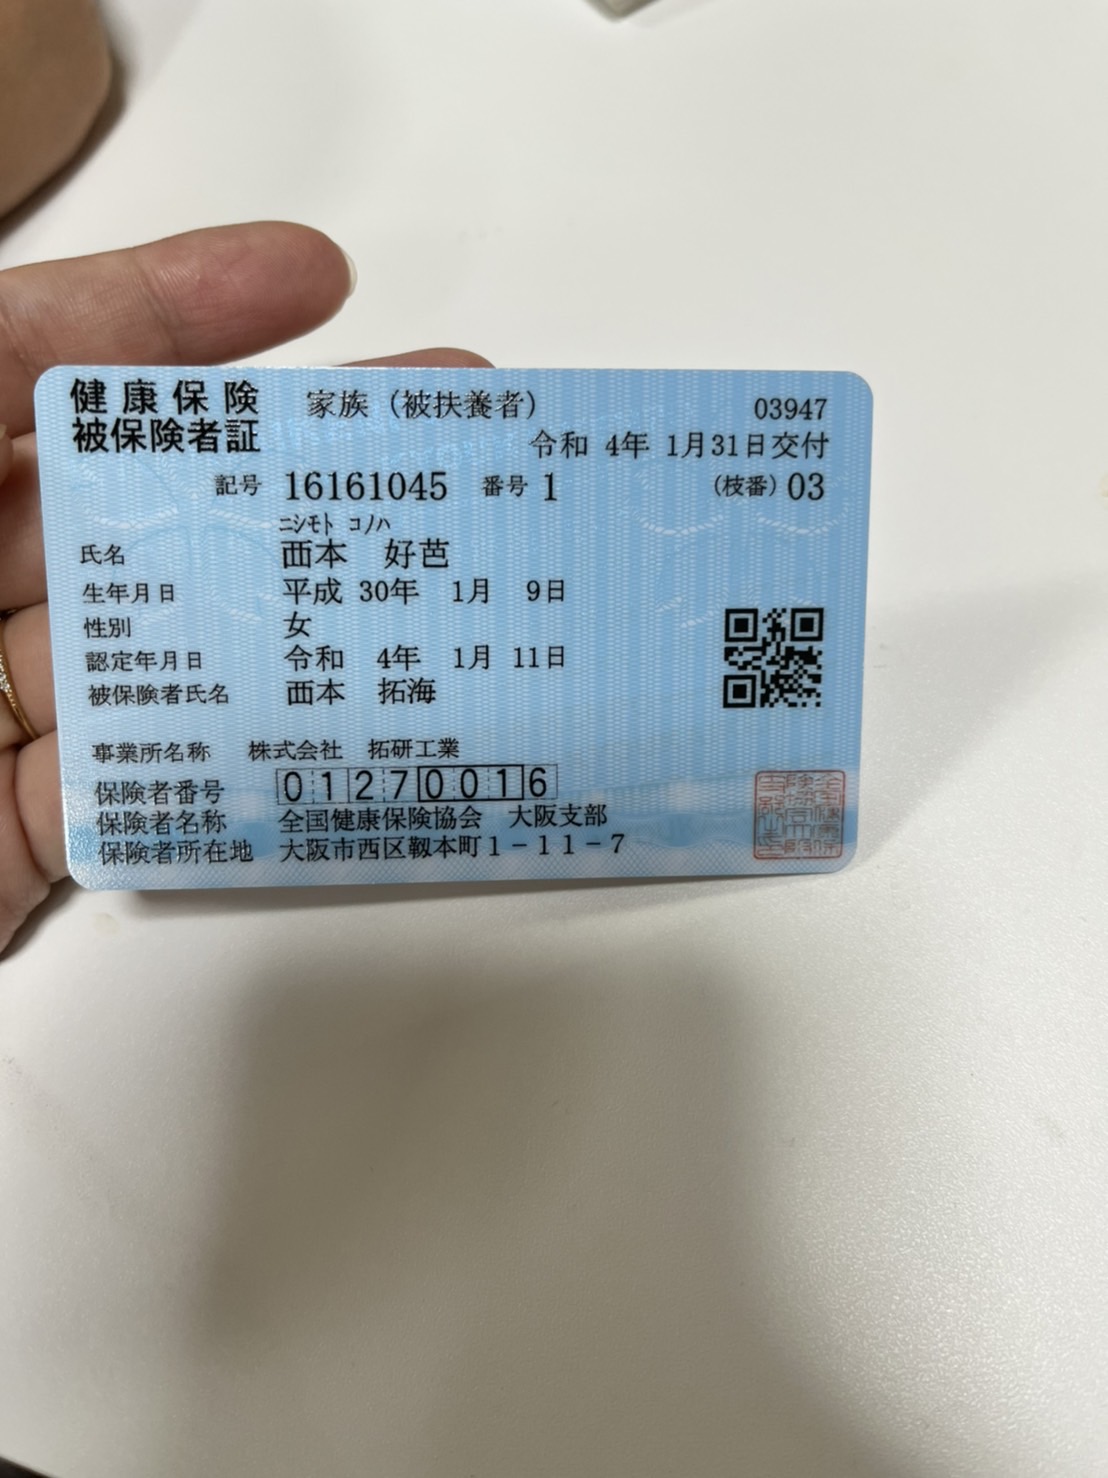 健康保険 家族（被扶養者） 03947
被保険者証 令和 4年 1月31日交付
記号 16161045 番号 1 （枝番）03
ﾆｼﾓﾄ ｺﾉﾊ
氏名 西本 好芭
生年月日 平成 30年 1月 9日
性別 女
認定年月日 令和 4年 1月 11日
被保険者氏名 西本 拓海
事業所名称 株式会社 拓研工業
保険者番号 01270016
保険者名称 全国健康保険協会 大阪支部
保険者所在地 大阪市西区靱本町１－１１－７